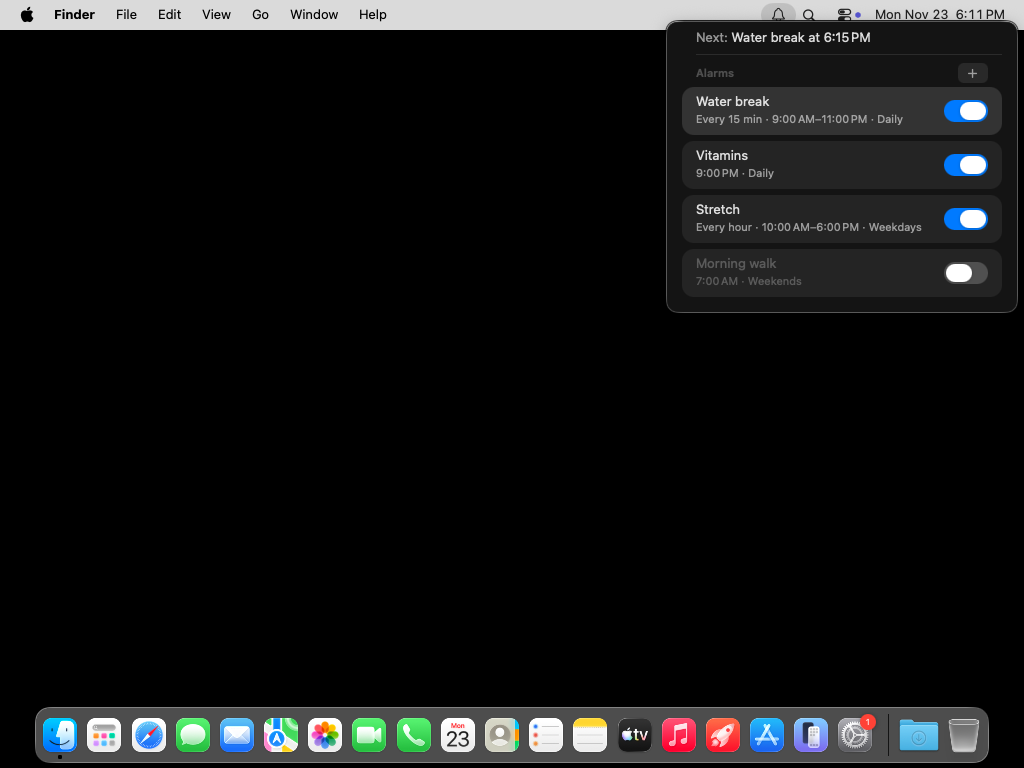 Finder File Edit View Go Window Help Mon Nov 23 6:11 PM
Next: Water break at 6:15 PM
Alarms
Water break
Every 15 min · 9:00 AM–11:00 PM · Daily
Vitamins
9:00 PM · Daily
Stretch
Every hour · 10:00 AM–6:00 PM · Weekdays
Morning walk
7:00 AM · Weekends
Mon
23
tv
1